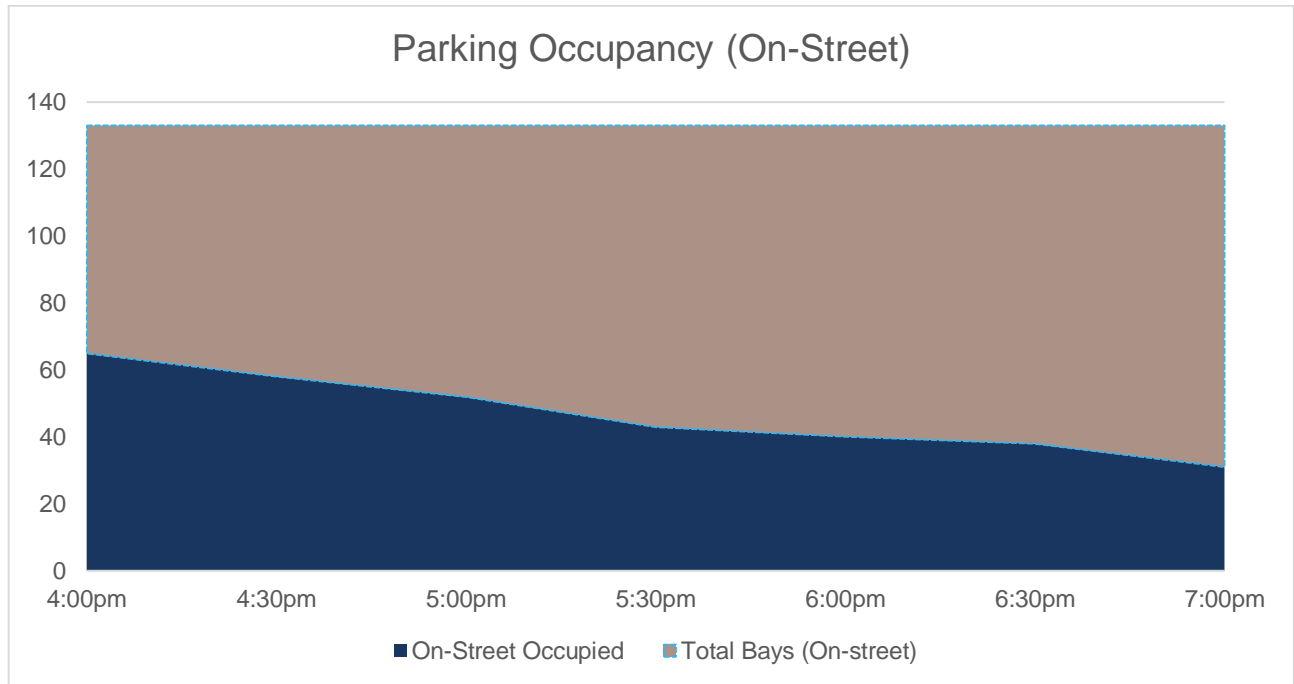 Parking Occupancy (On-Street)
140
120
100
80
60
40
20
0
4:00pm 4:30pm 5:00pm 5:30pm 6:00pm 6:30pm 7:00pm
On-Street Occupied Total Bays (On-street)